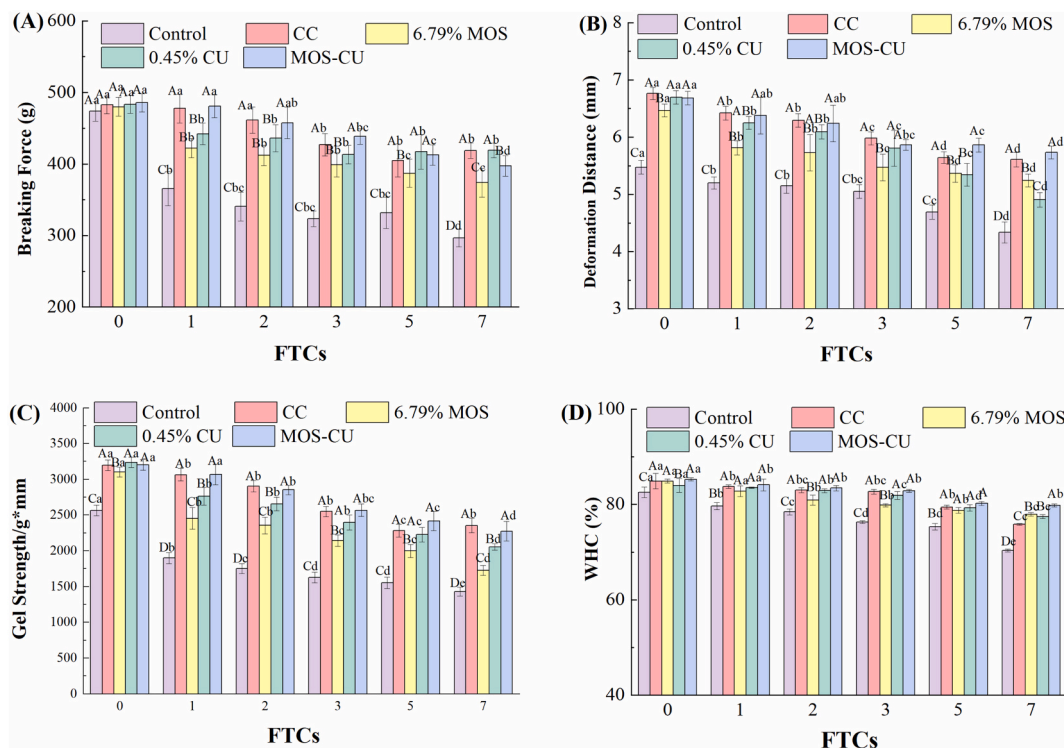 (A)
Control
CC
6.79% MOS
0.45% CU
MOS-CU
Breaking Force (g)
600
500
400
300
200
Aa Aa Aa Aa Aa
Cb Aa Bb Bb Aa
Cbc Ab Bb Bb Aab
Cbc Ab Bb Bb Abc
Cbc Ab Bc Ab Ac
Dd Ab Cc Ab Bd
0 1 2 3 5 7
FTCs
(B)
Control
CC
6.79% MOS
0.45% CU
MOS-CU
Deformation Distance (mm)
8
7
6
5
4
3
Ca Aa Ba Aa Aa
Cb Ab Bb Ab Aab
Cb Ab Bb Ab Aab
Cb Ac Bc Ac Abc
Cc Ad Bc Bc Ac
Dd Ad Bd Cd Ac
0 1 2 3 5 7
FTCs
(C)
Control
CC
6.79% MOS
0.45% CU
MOS-CU
Gel Strength/g*mm
4000
3500
3000
2500
2000
1500
1000
500
0
Ca Aa Ba Aa Aa
Db Ab Cb Bb Aa
Dc Ab Cb Bb Ab
Cd Ab Bc Abc
Cd Ac Bc Ac Ac
De Ac Cd Bd Ad
0 1 2 3 5 7
FTCs
(D)
Control
CC
6.79% MOS
0.45% CU
MOS-CU
WHC (%)
100
80
60
40
Ca Aa Aa Ba Aa
Bb Ab Aa Aa Ab
Cc Abc Bb Ab Ab
Cd Abc Bc Ac Ab
Bd Ac Ab Ad A
De Cd Bc Bd Ab
0 1 2 3 5 7
FTCs